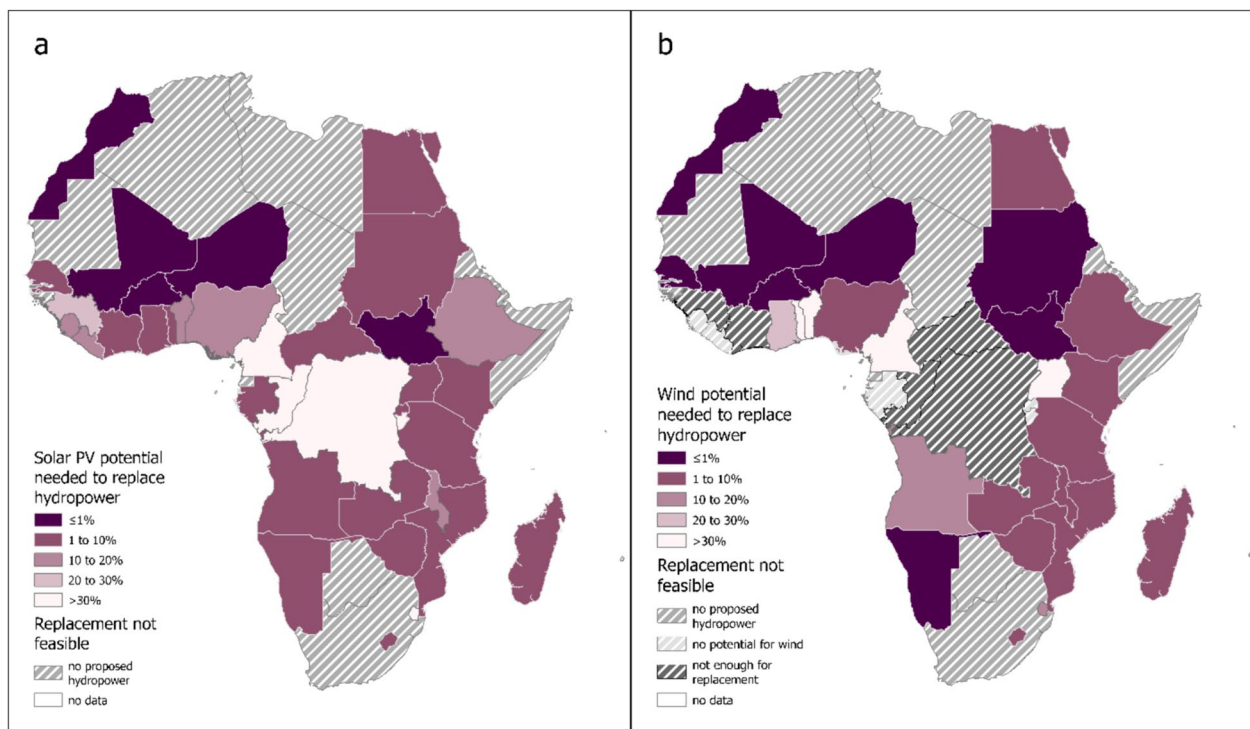 a
Solar PV potential
needed to replace
hydropower
≤1%
1 to 10%
10 to 20%
20 to 30%
>30%
Replacement not
feasible
no proposed
hydropower
no data
b
Wind potential
needed to replace
hydropower
≤1%
1 to 10%
10 to 20%
20 to 30%
>30%
Replacement not
feasible
no proposed
hydropower
no potential for wind
not enough for
replacement
no data